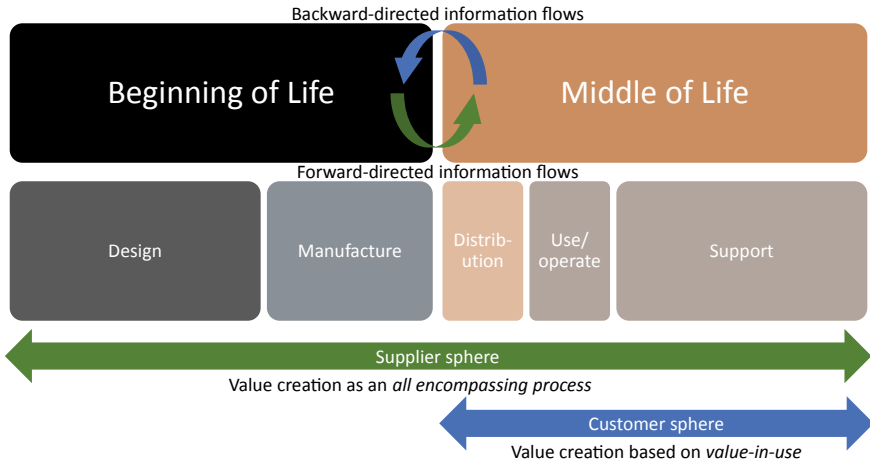 Backward-directed information flows
Beginning of Life
Middle of Life
Forward-directed information flows
Design
Manufacture
Distrib-
ution
Use/
operate
Support
Supplier sphere
Value creation as an all encompassing process
Customer sphere
Value creation based on value-in-use